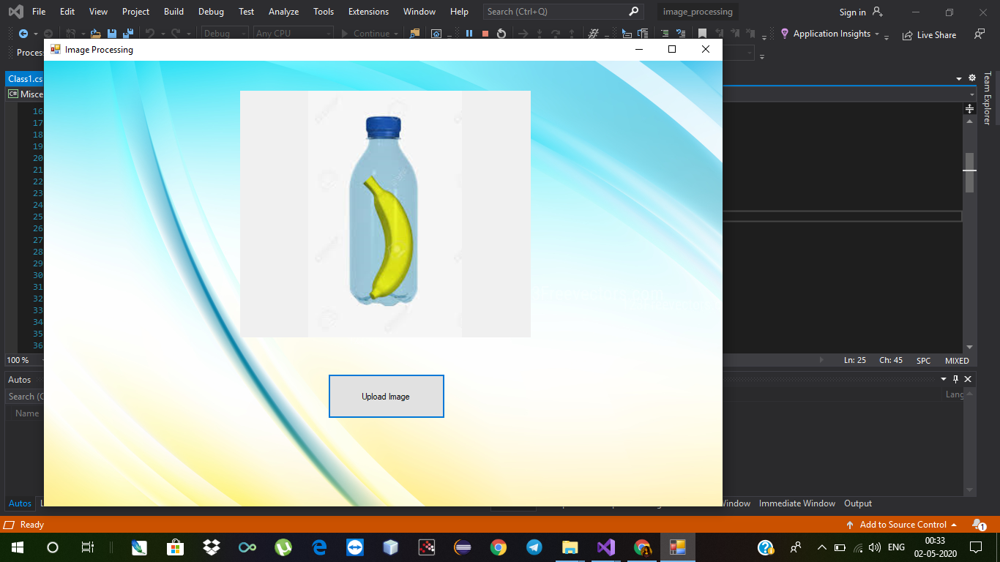 File Edit View Project Build Debug Test Analyze Tools Extensions Window Help Search (Ctrl+Q) image_processing Sign in
Debug Any CPU Continue Application Insights Live Share
Image Processing
Class1.cs
Team Explorer
16
17
18
19
20
21
22
23
24
25
26
27
28
29
30
31
32
33
34
35
36
Upload Image
100 % Ln: 25 Ch: 45 SPC MIXED
Autos
Search (C Lang
Name
Autos Immediate Window Output
Ready Add to Source Control 1
ENG 00:33
02-05-2020